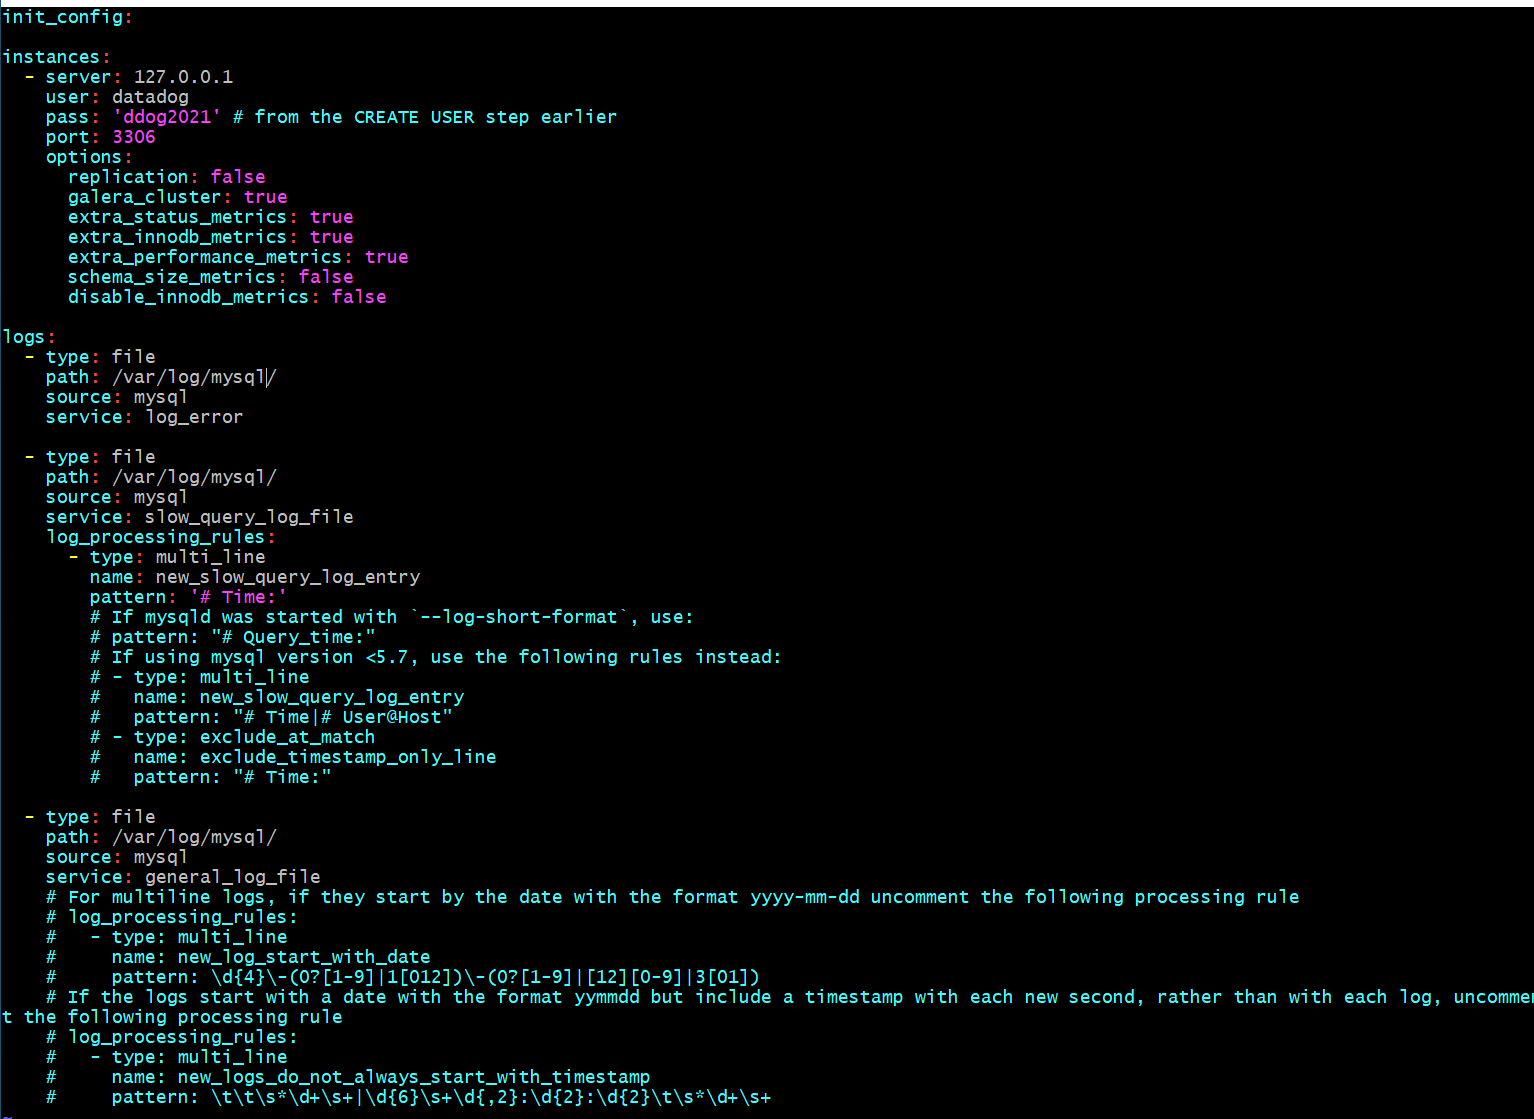 init_config:

instances:
  - server: 127.0.0.1
    user: datadog
    pass: 'ddog2021' # from the CREATE USER step earlier
    port: 3306
    options:
      replication: false
      galera_cluster: true
      extra_status_metrics: true
      extra_innodb_metrics: true
      extra_performance_metrics: true
      schema_size_metrics: false
      disable_innodb_metrics: false

logs:
  - type: file
    path: /var/log/mysql/
    source: mysql
    service: log_error

  - type: file
    path: /var/log/mysql/
    source: mysql
    service: slow_query_log_file
    log_processing_rules:
      - type: multi_line
        name: new_slow_query_log_entry
        pattern: '# Time:'
        # If mysqld was started with `--log-short-format`, use:
        # pattern: "# Query_time:"
        # If using mysql version <5.7, use the following rules instead:
        # - type: multi_line
        #   name: new_slow_query_log_entry
        #   pattern: "# Time|# User@Host"
        # - type: exclude_at_match
        #   name: exclude_timestamp_only_line
        #   pattern: "# Time:"

  - type: file
    path: /var/log/mysql/
    source: mysql
    service: general_log_file
    # For multiline logs, if they start by the date with the format yyyy-mm-dd uncomment the following processing rule
    # log_processing_rules:
    #   - type: multi_line
    #     name: new_log_start_with_date
    #     pattern: \d{4}\-(0?[1-9]|1[012])\-(0?[1-9]|[12][0-9]|3[01])
    # If the logs start with a date with the format yymmdd but include a timestamp with each new second, rather than with each log, uncommen
t the following processing rule
    # log_processing_rules:
    #   - type: multi_line
    #     name: new_logs_do_not_always_start_with_timestamp
    #     pattern: \t\t\s*\d+\s+|\d{6}\s+\d{,2}:\d{2}:\d{2}\t\s*\d+\s+
~